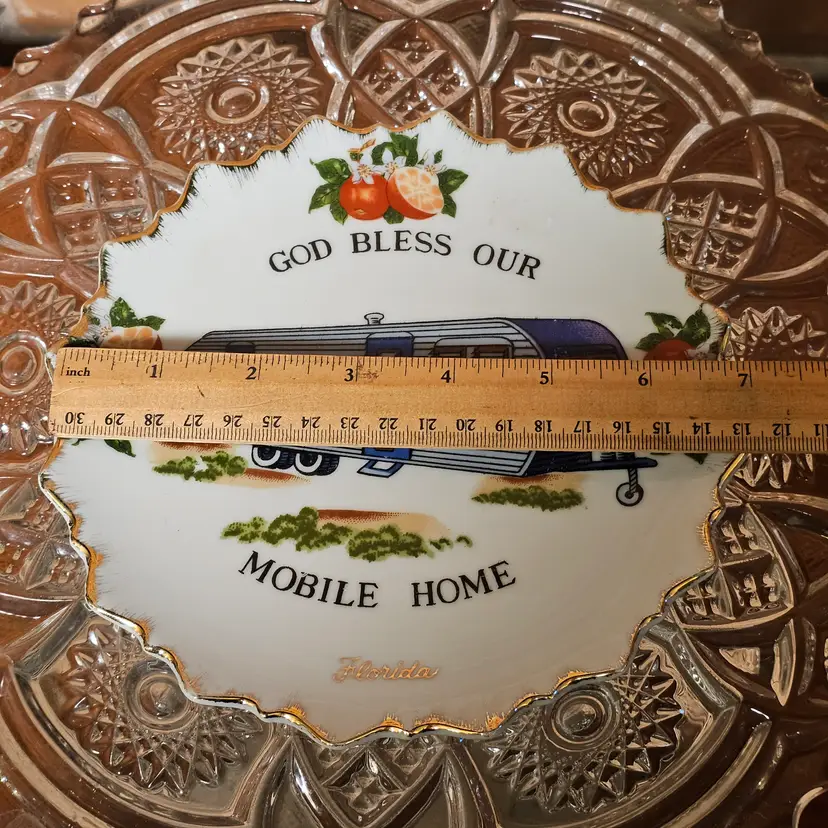 GOD BLESS OUR
inch 1 2 3 4 5 6 7
30 29 28 27 26 25 24 23 22 21 20 19 18 17 16 15 14 13 12 11
MOBILE HOME
Florida